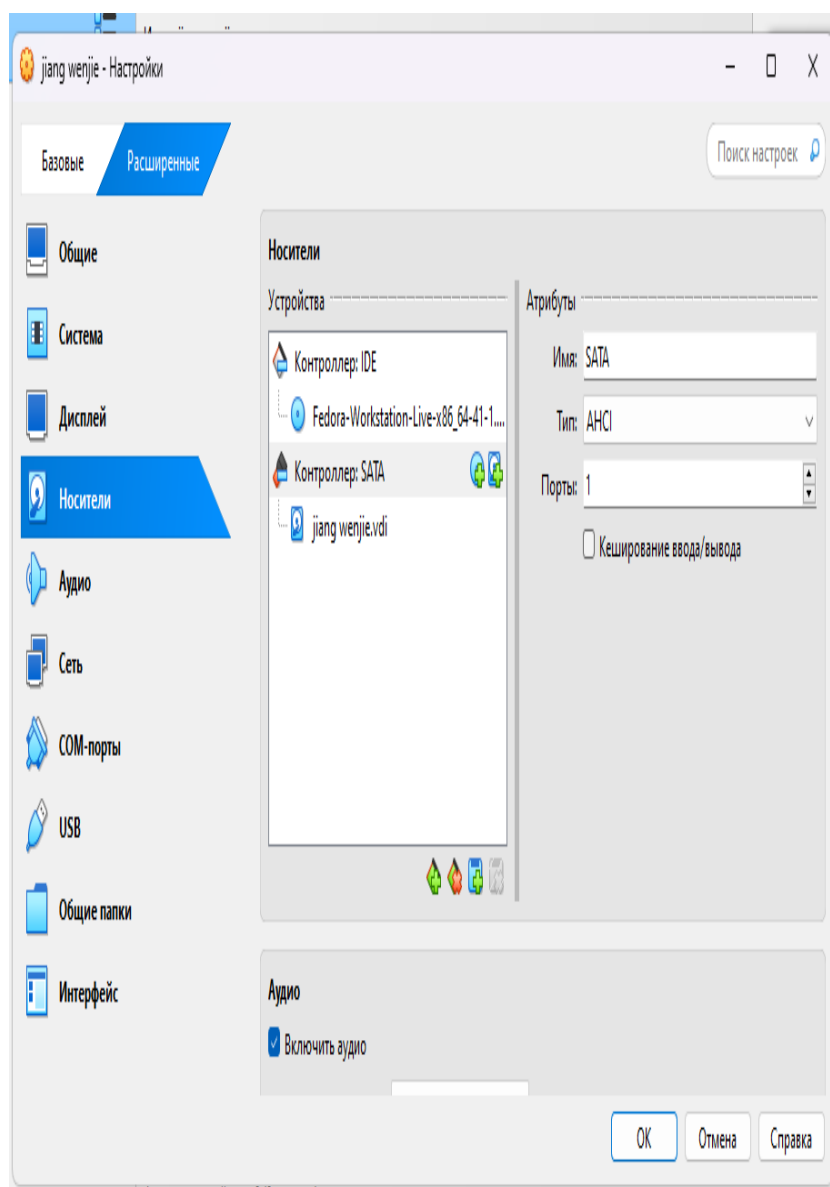 jiang wenjie - Настройки
Базовые
Расширенные
Поиск настроек
Общие
Система
Дисплей
Носители
Аудио
Сеть
COM-порты
USB
Общие папки
Интерфейс
Носители
Устройства
Контроллер: IDE
Fedora-Workstation-Live-x86_64-41-1....
Контроллер: SATA
jiang wenjie.vdi
Атрибуты
Имя: SATA
Тип: AHCI
Порты: 1
Кеширование ввода/вывода
Аудио
Включить аудио
OK
Отмена
Справка